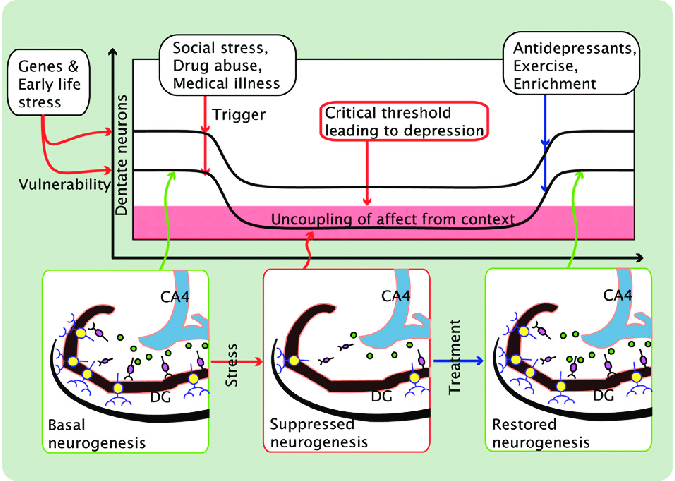 Genes &
Early life
stress
Social stress,
Drug abuse,
Medical illness
Antidepressants,
Exercise,
Enrichment
Trigger
Critical threshold
leading to depression
Vulnerability
Dentate neurons
Uncoupling of affect from context
CA4
DG
Basal
neurogenesis
Stress
CA4
DG
Suppressed
neurogenesis
Treatment
CA4
DG
Restored
neurogenesis